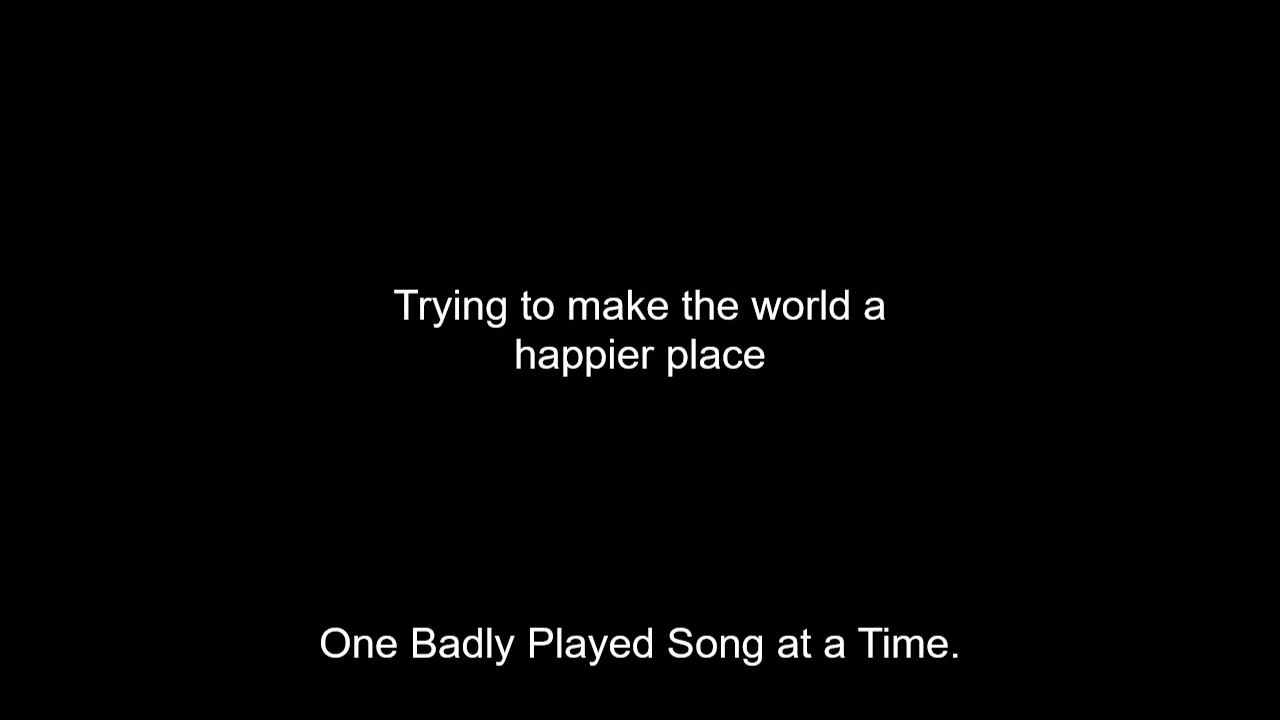 Trying to make the world a
happier place
One Badly Played Song at a Time.